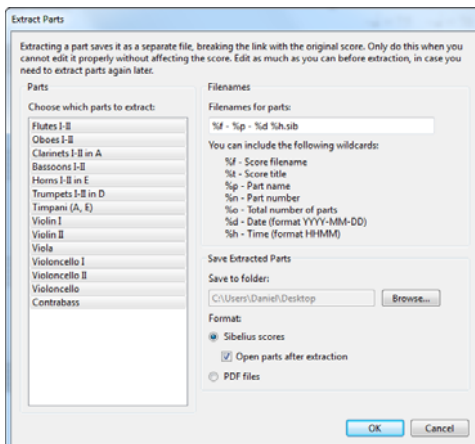 Extract Parts
Extracting a part saves it as a separate file, breaking the link with the original score. Only do this when you
cannot edit it properly without affecting the score. Edit as much as you can before extraction, in case you
need to extract parts again later.
Parts
Choose which parts to extract:
Flutes I-II
Oboes I-II
Clarinets I-II in A
Bassoons I-II
Horns I-II in E
Trumpets I-II in D
Timpani (A, E)
Violin I
Violin II
Viola
Violoncello I
Violoncello II
Violoncello
Contrabass
Filenames
Filenames for parts:
%f - %p - %d %h.sib
You can include the following wildcards:
%f - Score filename
%t - Score title
%p - Part name
%n - Part number
%o - Total number of parts
%d - Date (format YYYY-MM-DD)
%h - Time (format HHMM)
Save Extracted Parts
Save to folder:
C:\Users\Daniel\Desktop
Browse...
Format:
Sibelius scores
Open parts after extraction
PDF files
OK
Cancel